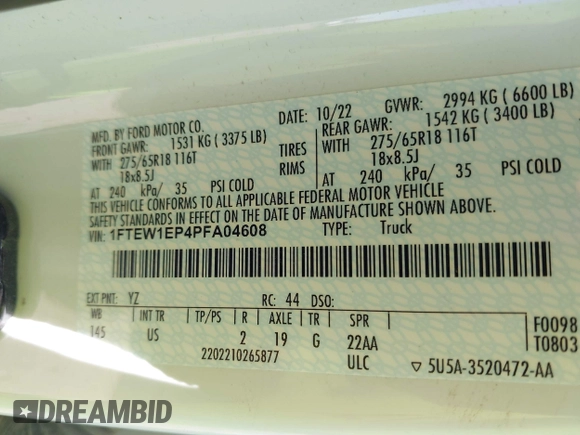 MFD. BY FORD MOTOR CO.
DATE: 10/22 GVWR: 2994 KG ( 6600 LB)
FRONT GAWR: 1531 KG ( 3375 LB)
REAR GAWR: 1542 KG ( 3400 LB)
WITH 275/65R18 116T TIRES WITH 275/65R18 116T
18x8.5J RIMS 18x8.5J
AT 240 kPa/ 35 PSI COLD AT 240 kPa/ 35 PSI COLD
THIS VEHICLE CONFORMS TO ALL APPLICABLE FEDERAL MOTOR VEHICLE
SAFETY STANDARDS IN EFFECT ON THE DATE OF MANUFACTURE SHOWN ABOVE.
VIN: 1FTEW1EP4PFA04608 TYPE: Truck
EXT PNT: YZ RC: 44 DSO:
WB INT TR TP/PS R AXLE TR SPR F0098
145 US 2 19 G 22AA T0803
2202210265877 ULC ▽ 5U5A-3520472-AA
DREAMBID